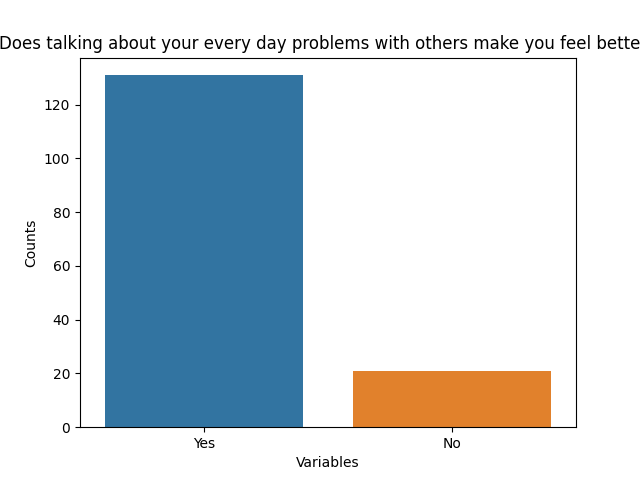 Does talking about your every day problems with others make you feel bette
120
100
80
60
40
20
0
Counts
Yes No
Variables